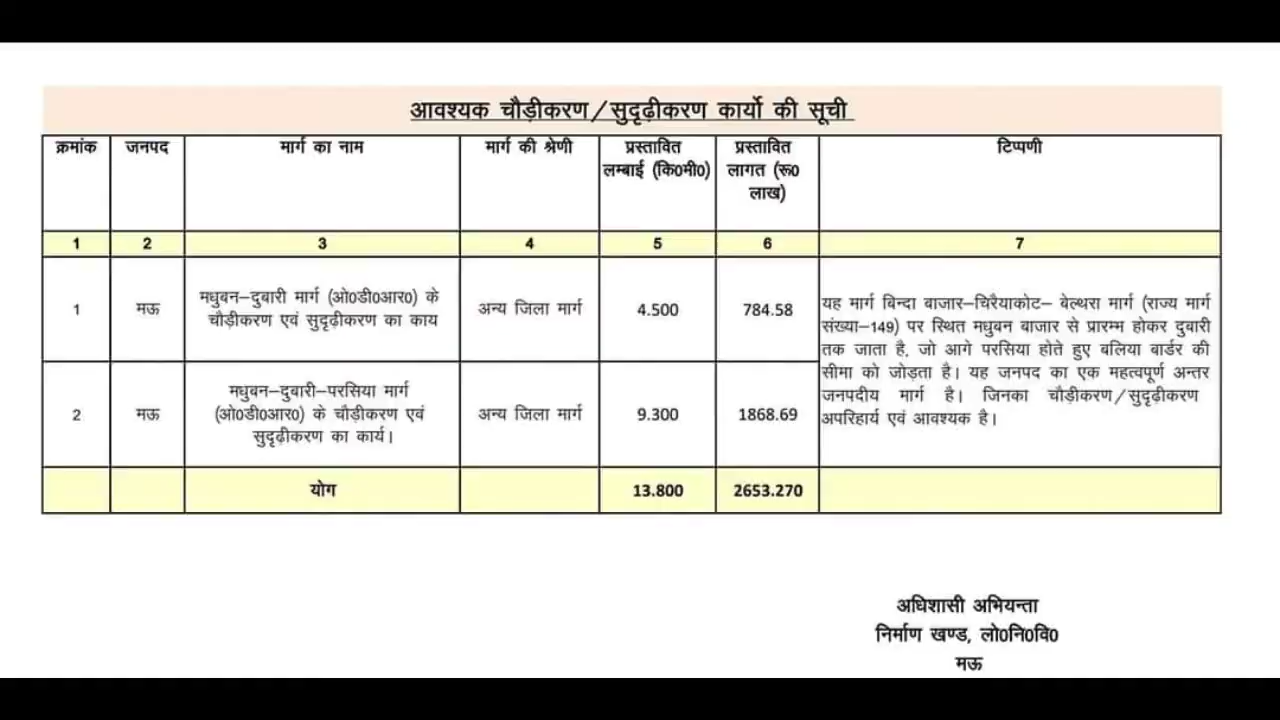 आवश्यक चौड़ीकरण/सुदृढ़ीकरण कार्यो की सूची
क्रमांक जनपद मार्ग का नाम मार्ग की श्रेणी प्रस्तावित लम्बाई (कि0मी0) प्रस्तावित लागत (रू0 लाख) टिप्पणी
1 2 3 4 5 6 7
1 मऊ मधुबन–दुबारी मार्ग (ओ0डी0आर0) के चौड़ीकरण एवं सुदृढ़ीकरण का काय अन्य जिला मार्ग 4.500 784.58
यह मार्ग बिन्दा बाजार–चिरैयाकोट– बेल्थरा मार्ग (राज्य मार्ग
संख्या–149) पर स्थित मधुबन बाजार से प्रारम्भ होकर दुबारी
तक जाता है, जो आगे परसिया होते हुए बलिया बार्डर की
सीमा को जोड़ता है। यह जनपद का एक महत्वपूर्ण अन्तर
जनपदीय मार्ग है। जिनका चौड़ीकरण/सुदृढ़ीकरण
अपरिहार्य एवं आवश्यक है।
2 मऊ मधुबन–दुबारी–परसिया मार्ग (ओ0डी0आर0) के चौड़ीकरण एवं सुदृढ़ीकरण का कार्य। अन्य जिला मार्ग 9.300 1868.69
योग 13.800 2653.270
अधिशासी अभियन्ता
निर्माण खण्ड, लो0नि0वि0
मऊ